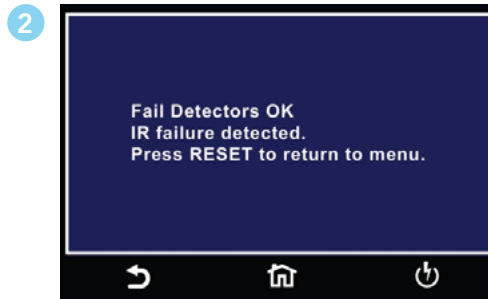 2
Fail Detectors OK
IR failure detected.
Press RESET to return to menu.